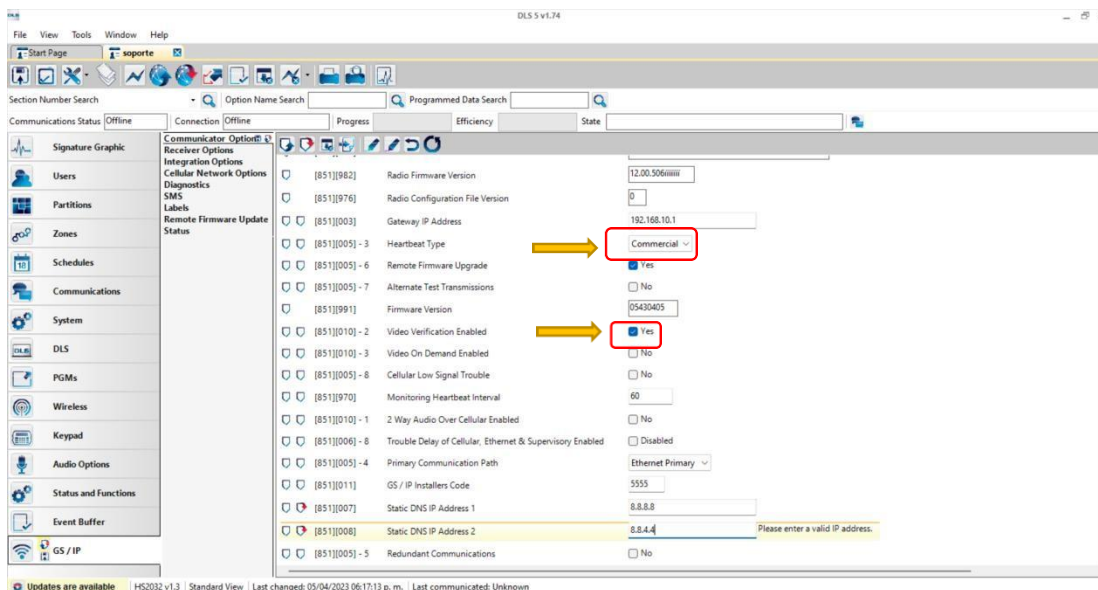 DLS
DLS 5 v1.74
File View Tools Window Help
Start Page soporte
Section Number Search Option Name Search Programmed Data Search
Communications Status Offline Connection Offline Progress Efficiency State
Signature Graphic
Users
Partitions
Zones
18 Schedules
Communications
System
DLS DLS
PGMs
Wireless
Keypad
Audio Options
Status and Functions
Event Buffer
GS / IP
Communicator Option
Receiver Options
Integration Options
Cellular Network Options
Diagnostics
SMS
Labels
Remote Firmware Update
Status
[851][982] Radio Firmware Version 12.00.506iiiiiii
[851][976] Radio Configuration File Version 0
[851][003] Gateway IP Address 192.168.10.1
[851][005] - 3 Heartbeat Type Commercial
[851][005] - 6 Remote Firmware Upgrade Yes
[851][005] - 7 Alternate Test Transmissions No
[851][991] Firmware Version 05430405
[851][010] - 2 Video Verification Enabled Yes
[851][010] - 3 Video On Demand Enabled No
[851][005] - 8 Cellular Low Signal Trouble No
[851][970] Monitoring Heartbeat Interval 60
[851][010] - 1 2 Way Audio Over Cellular Enabled No
[851][006] - 8 Trouble Delay of Cellular, Ethernet & Supervisory Enabled Disabled
[851][005] - 4 Primary Communication Path Ethernet Primary
[851][011] GS / IP Installers Code 5555
[851][007] Static DNS IP Address 1 8.8.8.8
[851][008] Static DNS IP Address 2 8.8.4.4 Please enter a valid IP address.
[851][005] - 5 Redundant Communications No
Updates are available HS2032 v1.3 Standard View Last changed: 05/04/2023 06:17:13 p. m. Last communicated: Unknown